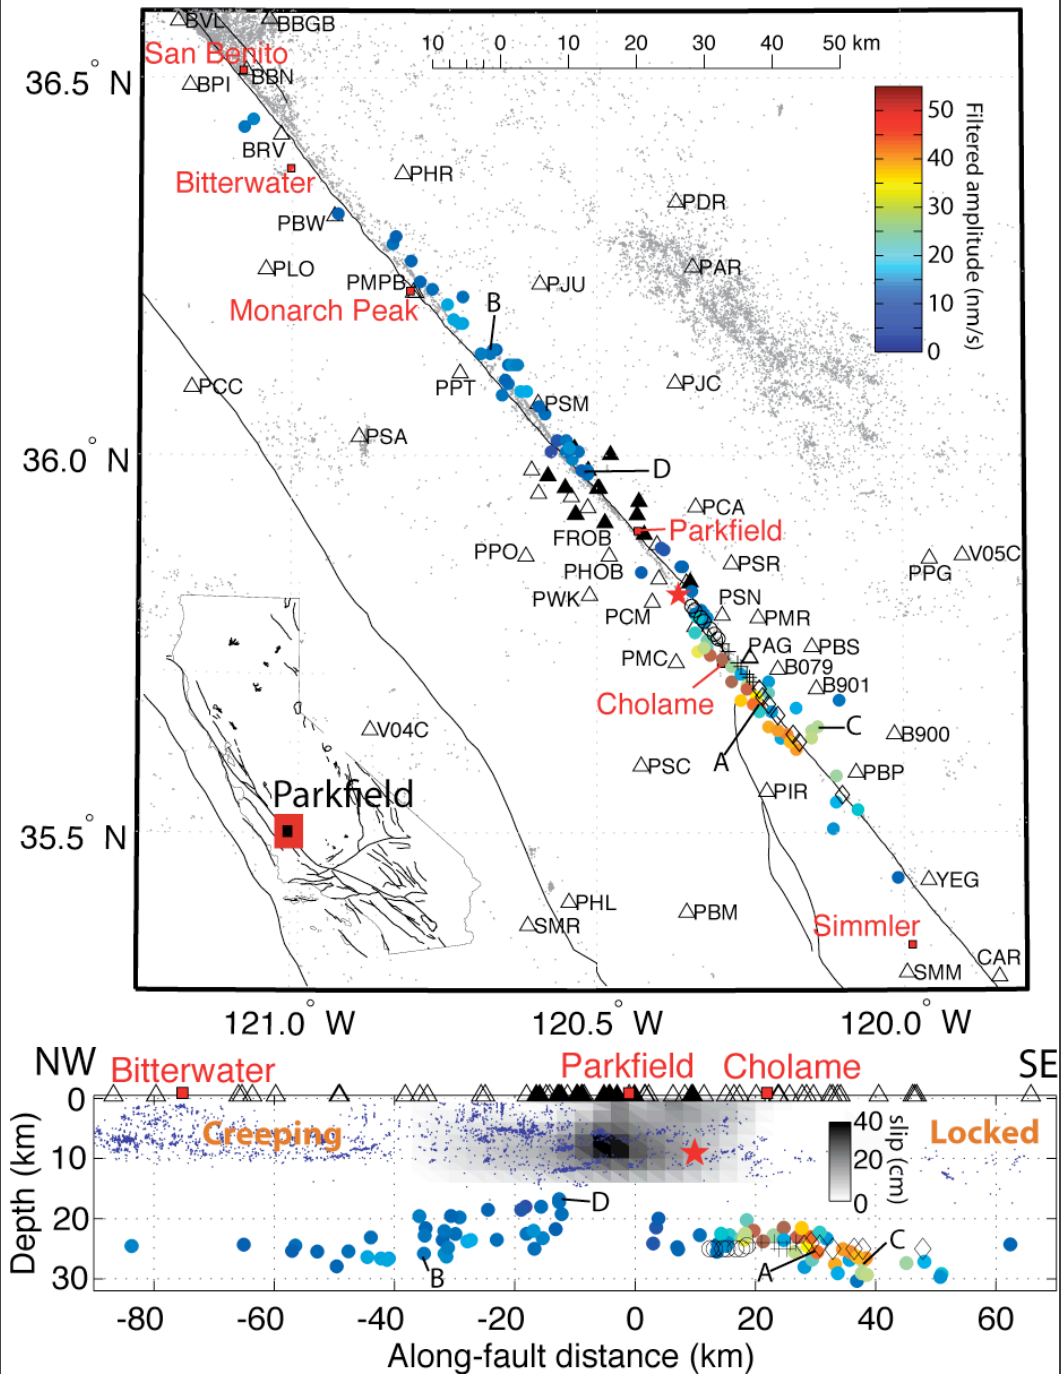 BVL BBGB
San Benito
10 0 10 20 30 40 50 km
36.5° N
BPI BBN
50
40
30
20
10
0
Filtered amplitude (nm/s)
BRV
Bitterwater
PHR
PBW
PDR
PLO
PAR
PMPB
PJU
Monarch Peak
B
PCC
PPT
PJC
PSM
PSA
36.0° N
D
PCA
Parkfield
FROB
PPO
PHOB
PSR
PPG
V05C
PWK
PCM
PSN
PMR
PMC
PAG
PBS
B079
B901
Cholame
C
V04C
B900
A
PSC
PBP
PIR
Parkfield
35.5° N
YEG
PHL
PBM
SMR
Simmler
CAR
SMM
121.0° W 120.5° W 120.0° W
NW SE
Bitterwater Parkfield Cholame
0
10
20
30
Depth (km)
Creeping
Locked
40
20
0
slip (cm)
D
C
B
A
-80 -60 -40 -20 0 20 40 60
Along-fault distance (km)